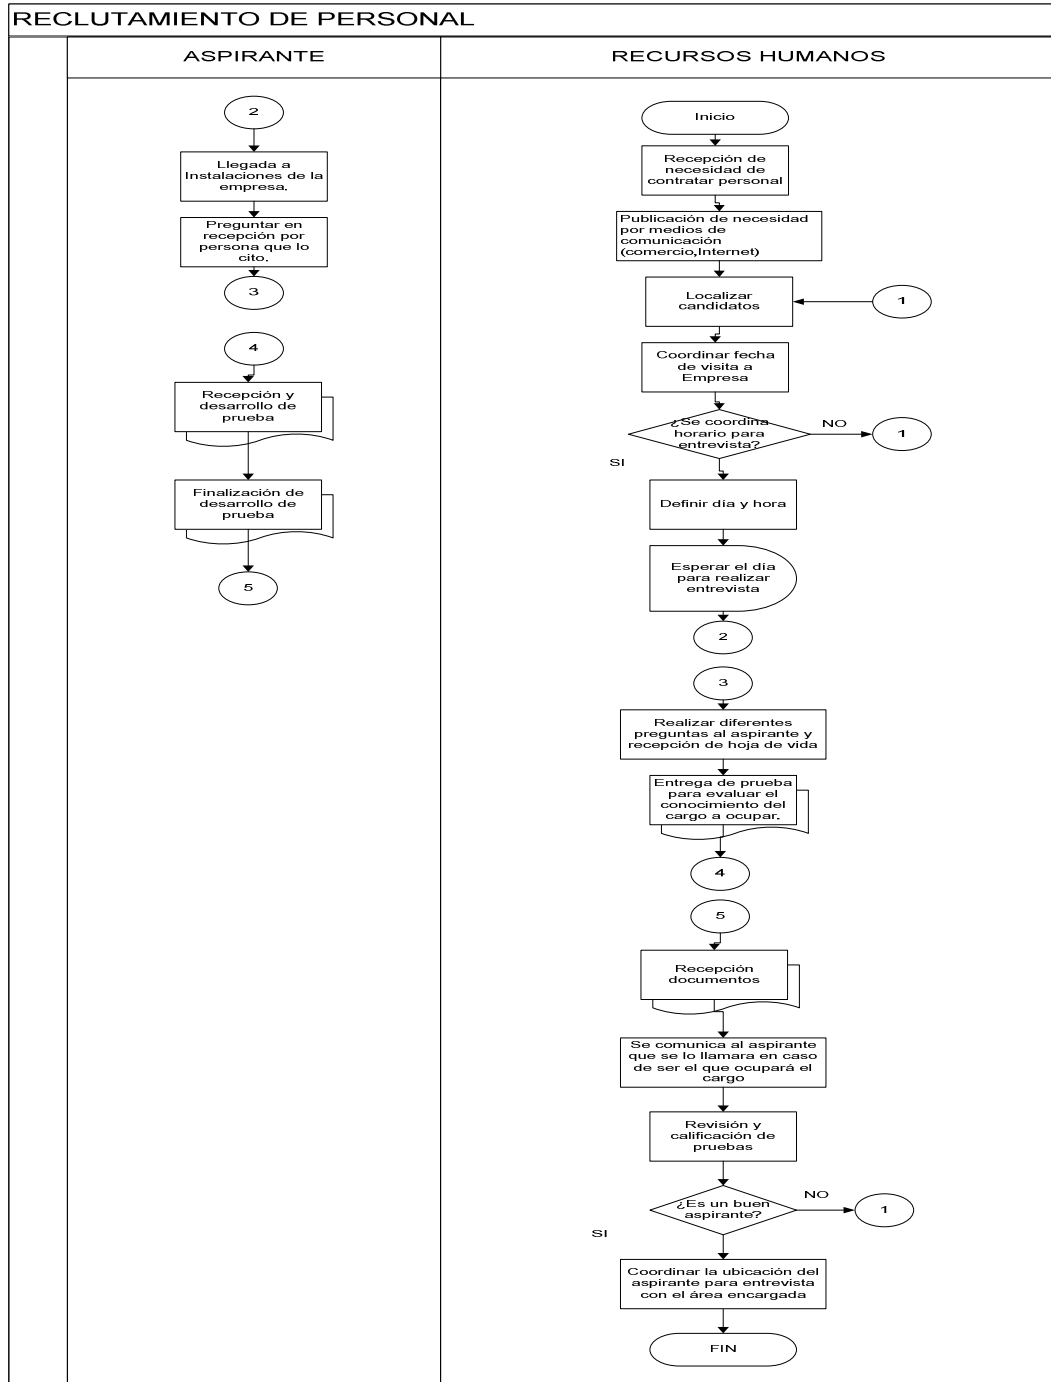 RECLUTAMIENTO DE PERSONAL
ASPIRANTE
RECURSOS HUMANOS
2
Llegada a
Instalaciones de la
empresa.
Preguntar en
recepción por
persona que lo
cito.
3
4
Recepción y
desarrollo de
prueba
Finalización de
desarrollo de
prueba
5
Inicio
Recepción de
necesidad de
contratar personal
Publicación de necesidad
por medios de
comunicación
(comercio,Internet)
Localizar
candidatos
1
Coordinar fecha
de visita a
Empresa
¿Se coordina
horario para
entrevista?
NO
1
SI
Definir día y hora
Esperar el día
para realizar
entrevista
2
3
Realizar diferentes
preguntas al aspirante y
recepción de hoja de vida
Entrega de prueba
para evaluar el
conocimiento del
cargo a ocupar.
4
5
Recepción
documentos
Se comunica al aspirante
que se lo llamara en caso
de ser el que ocupará el
cargo
Revisión y
calificación de
pruebas
¿Es un buen
aspirante?
NO
1
SI
Coordinar la ubicación del
aspirante para entrevista
con el área encargada
FIN